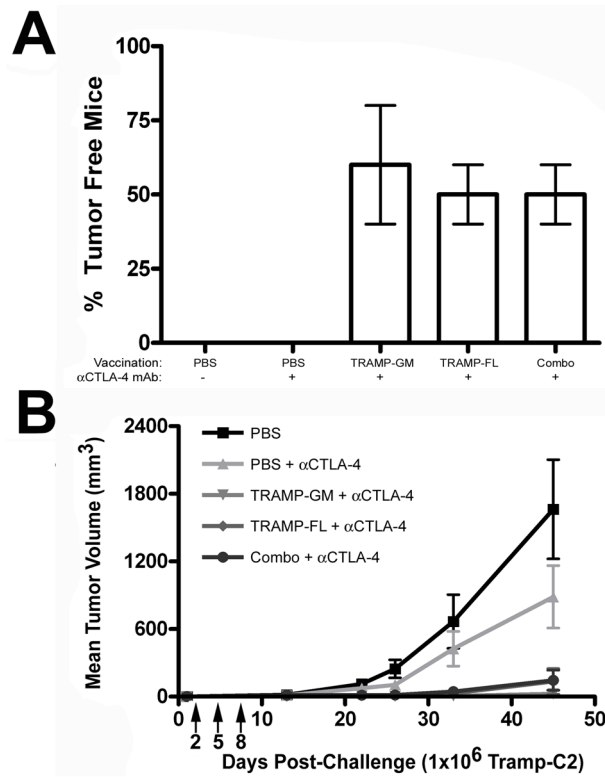 A
% Tumor Free Mice
100
75
50
25
0
Vaccination: PBS PBS TRAMP-GM TRAMP-FL Combo
αCTLA-4 mAb: - + + + +
B
Mean Tumor Volume (mm³)
2400
1800
1200
600
0
PBS
PBS + αCTLA-4
TRAMP-GM + αCTLA-4
TRAMP-FL + αCTLA-4
Combo + αCTLA-4
0 10 20 30 40 50
2 5 8
Days Post-Challenge (1x10⁶ Tramp-C2)